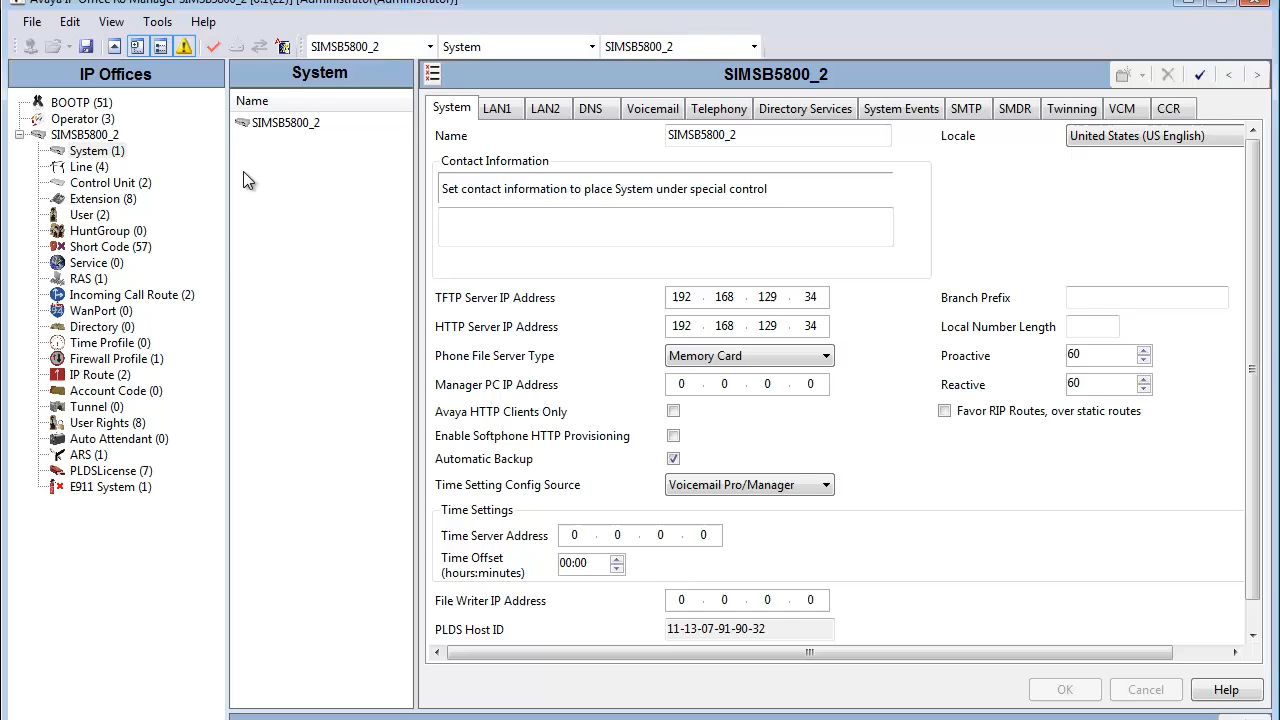 Avaya IP Office R6 Manager SIMSB5800_2 [6.1(22)] [Administrator(Administrator)]
File Edit View Tools Help
SIMSB5800_2 System SIMSB5800_2
IP Offices
BOOTP (51)
Operator (3)
SIMSB5800_2
System (1)
Line (4)
Control Unit (2)
Extension (8)
User (2)
HuntGroup (0)
Short Code (57)
Service (0)
RAS (1)
Incoming Call Route (2)
WanPort (0)
Directory (0)
Time Profile (0)
Firewall Profile (1)
IP Route (2)
Account Code (0)
Tunnel (0)
User Rights (8)
Auto Attendant (0)
ARS (1)
PLDSLicense (7)
E911 System (1)
System
Name
SIMSB5800_2
SIMSB5800_2
System LAN1 LAN2 DNS Voicemail Telephony Directory Services System Events SMTP SMDR Twinning VCM CCR
Name SIMSB5800_2 Locale United States (US English)
Contact Information
Set contact information to place System under special control
TFTP Server IP Address 192 . 168 . 129 . 34 Branch Prefix
HTTP Server IP Address 192 . 168 . 129 . 34 Local Number Length
Phone File Server Type Memory Card Proactive 60
Manager PC IP Address 0 . 0 . 0 . 0 Reactive 60
Avaya HTTP Clients Only Favor RIP Routes, over static routes
Enable Softphone HTTP Provisioning
Automatic Backup
Time Setting Config Source Voicemail Pro/Manager
Time Settings
Time Server Address 0 . 0 . 0 . 0
Time Offset 00:00
(hours:minutes)
File Writer IP Address 0 . 0 . 0 . 0
PLDS Host ID 11-13-07-91-90-32
OK Cancel Help